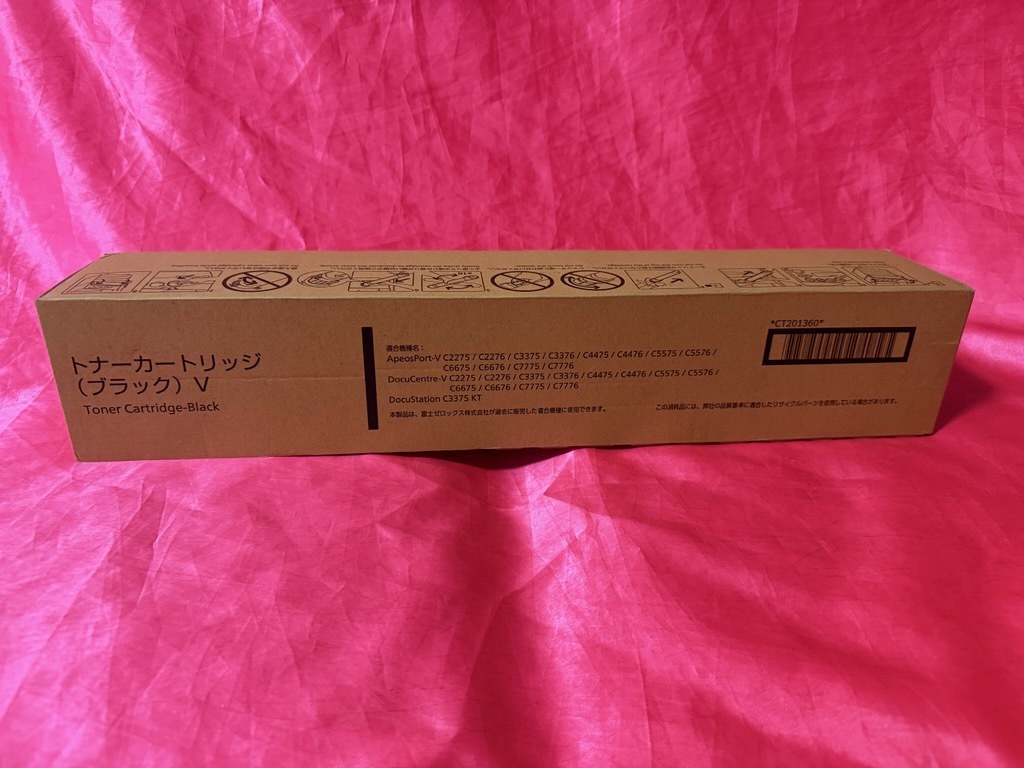 トナーカートリッジ
（ブラック）V
Toner Cartridge-Black
適合機種名：
ApeosPort-V C2275 / C2276 / C3375 / C3376 / C4475 / C4476 / C5575 / C5576 /
C6675 / C6676 / C7775 / C7776
DocuCentre-V C2275 / C2276 / C3375 / C3376 / C4475 / C4476 / C5575 / C5576 /
C6675 / C6676 / C7775 / C7776
DocuStation C3375 KT
本製品は、富士ゼロックス株式会社が過去に販売した適合機種に使用できます。
*CT201360*
この消耗品には、弊社の品質基準に適合したリサイクルパーツを使用している場合があります。